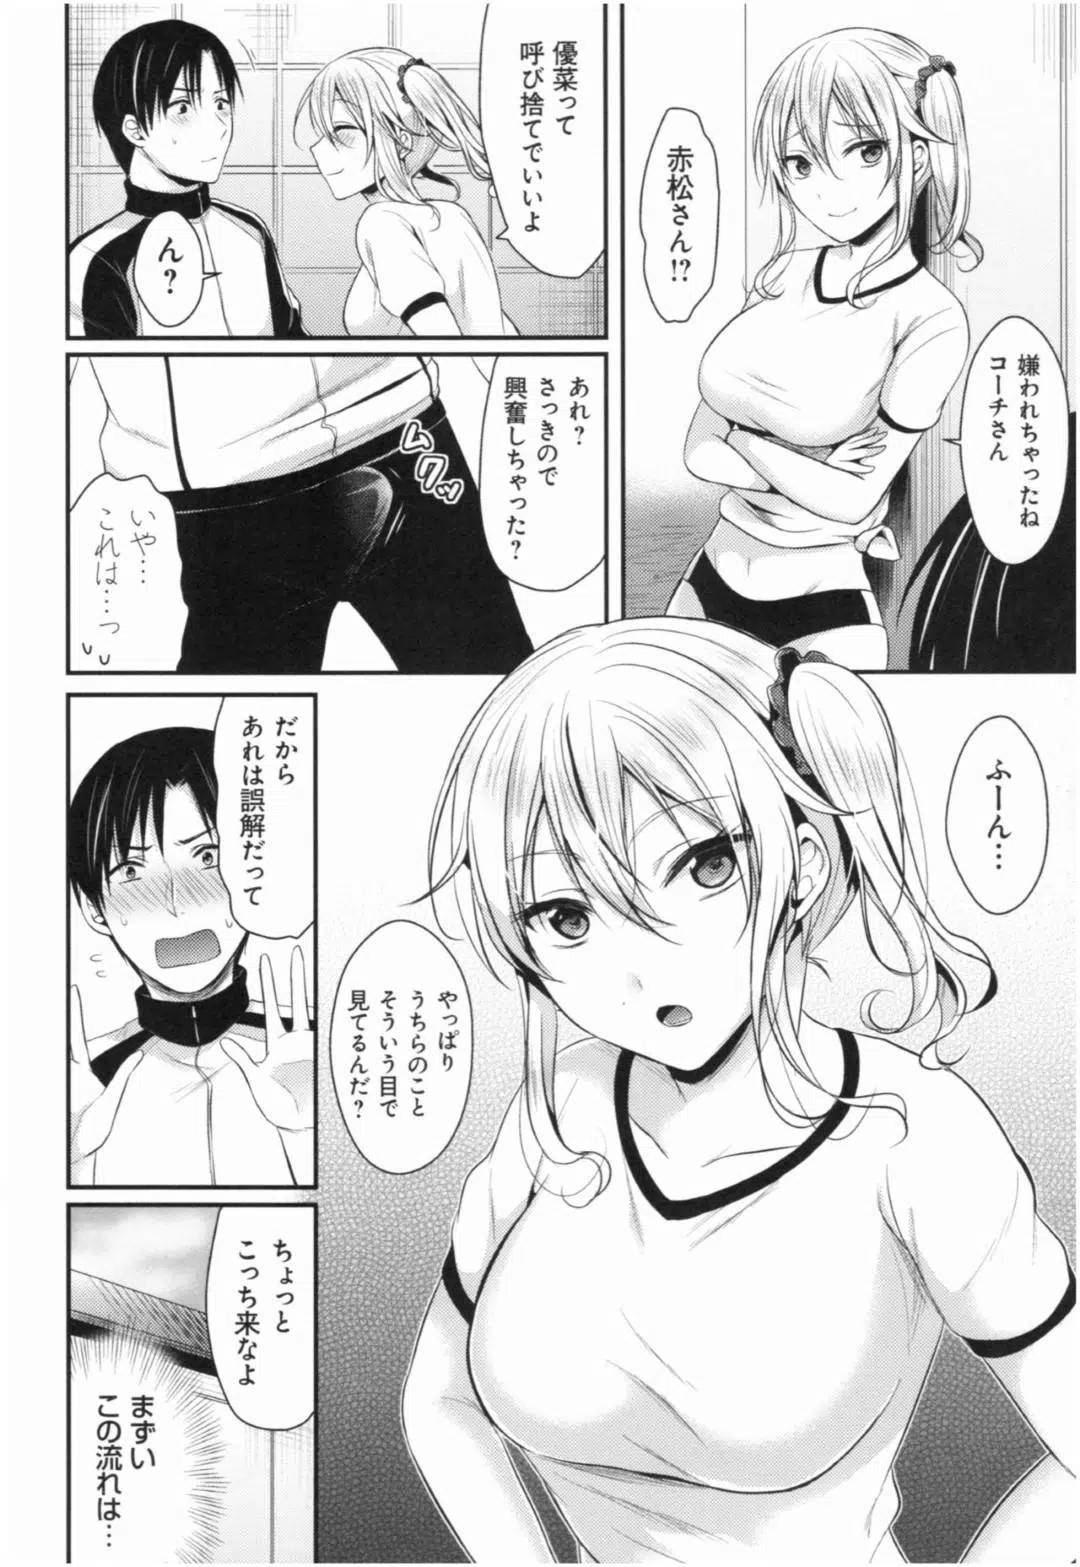 嫌われちゃったね
コーチさん
赤松さん!?
優菜って
呼び捨てでいいよ
ん?
あれ?
さっきので
興奮しちゃった?
ムクッ
いや…
これは…っ
ふーん…
やっぱり
うちらのこと
そういう目で
見てるんだ?
だから
あれは誤解だって
ちょっと
こっち来なよ
まずい
この流れは…